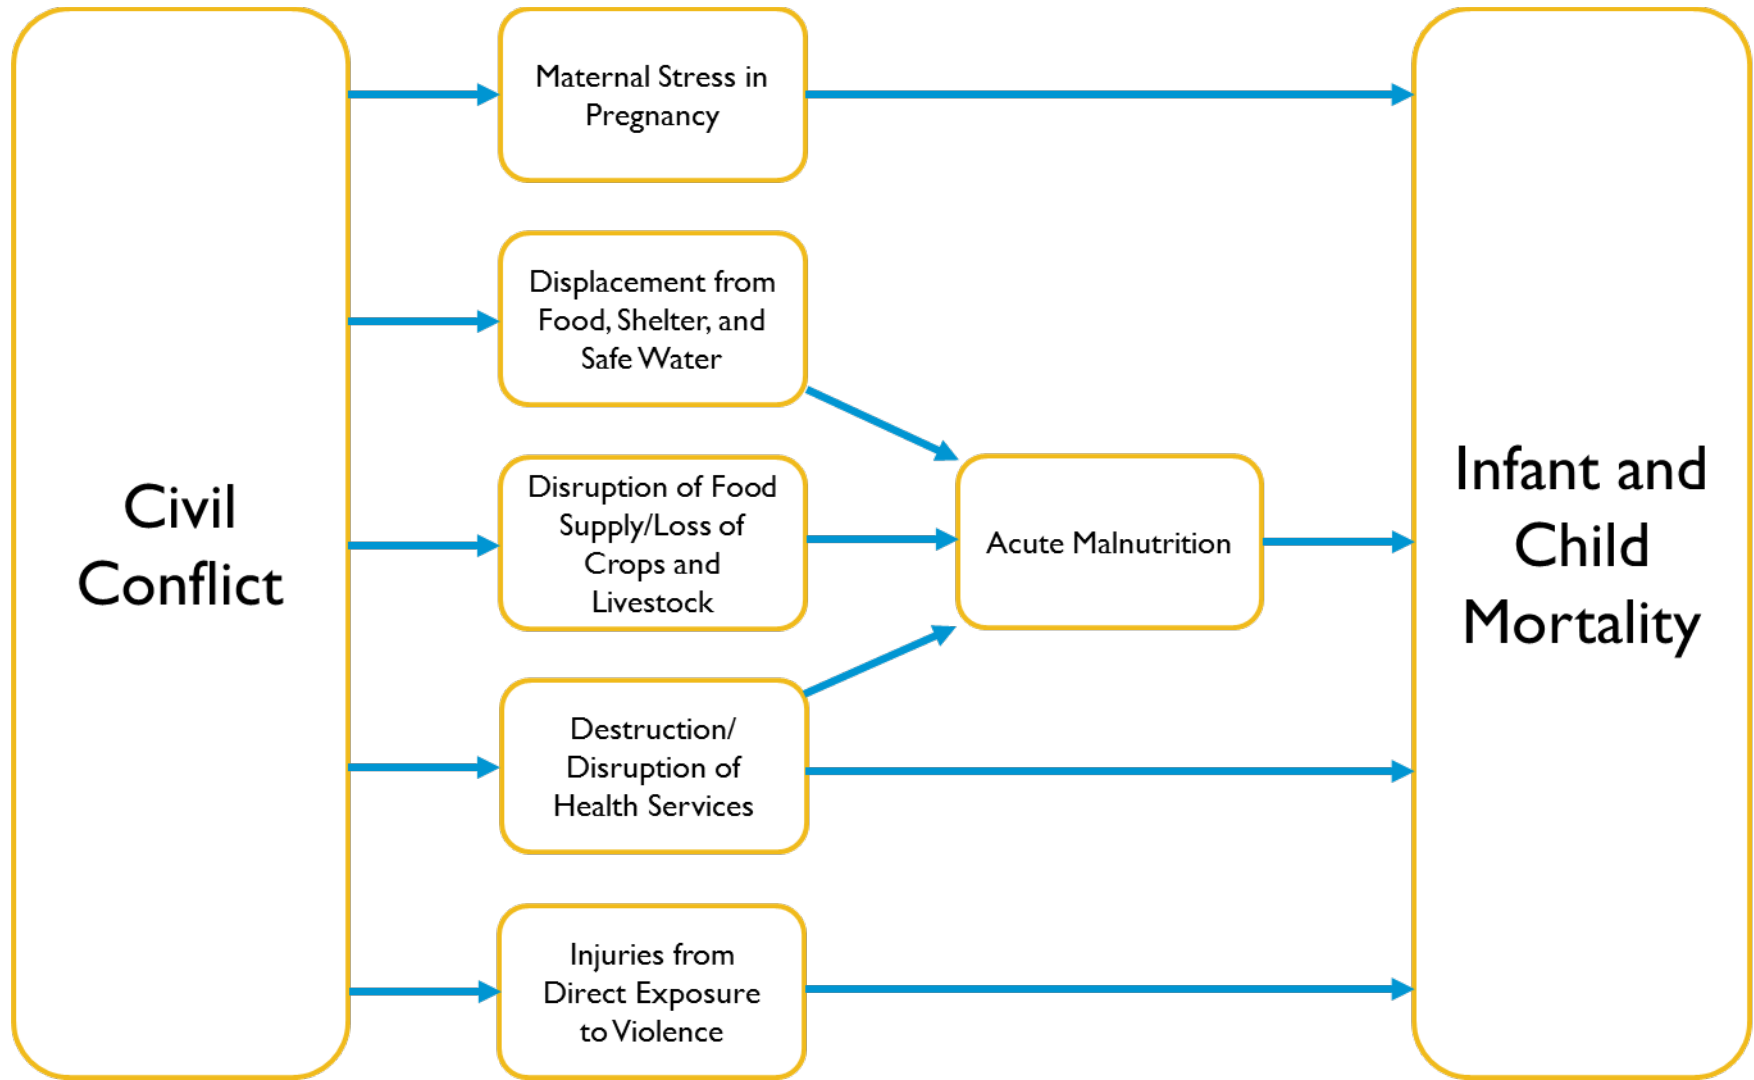 Civil
Conflict
Maternal Stress in
Pregnancy
Displacement from
Food, Shelter, and
Safe Water
Disruption of Food
Supply/Loss of
Crops and
Livestock
Destruction/
Disruption of
Health Services
Injuries from
Direct Exposure
to Violence
Acute Malnutrition
Infant and
Child
Mortality